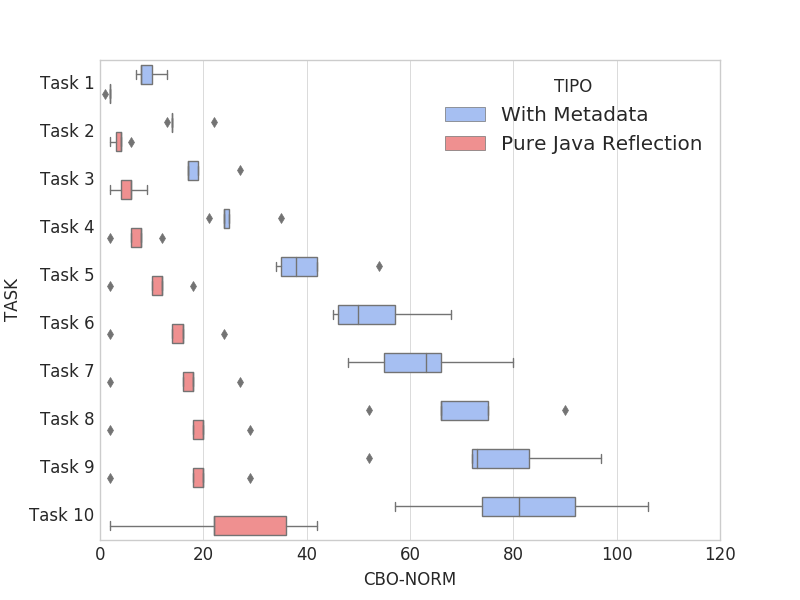 TIPO
With Metadata
Pure Java Reflection
TASK
Task 1
Task 2
Task 3
Task 4
Task 5
Task 6
Task 7
Task 8
Task 9
Task 10
0 20 40 60 80 100 120
CBO-NORM